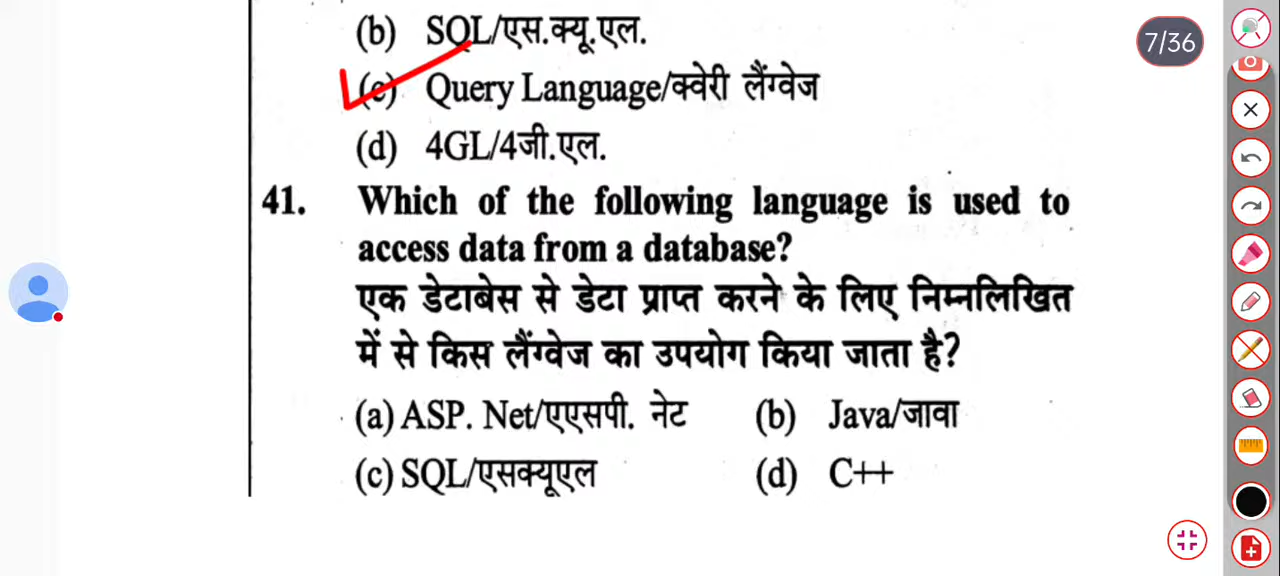 (b) SQL/एस.क्यू.एल.
7/36
(c) Query Language/क्वेरी लैंग्वेज
(d) 4GL/4जी.एल.
41. Which of the following language is used to
access data from a database?
एक डेटाबेस से डेटा प्राप्त करने के लिए निम्नलिखित
में से किस लैंग्वेज का उपयोग किया जाता है?
(a) ASP. Net/एएसपी. नेट (b) Java/जावा
(c) SQL/एसक्यूएल (d) C++